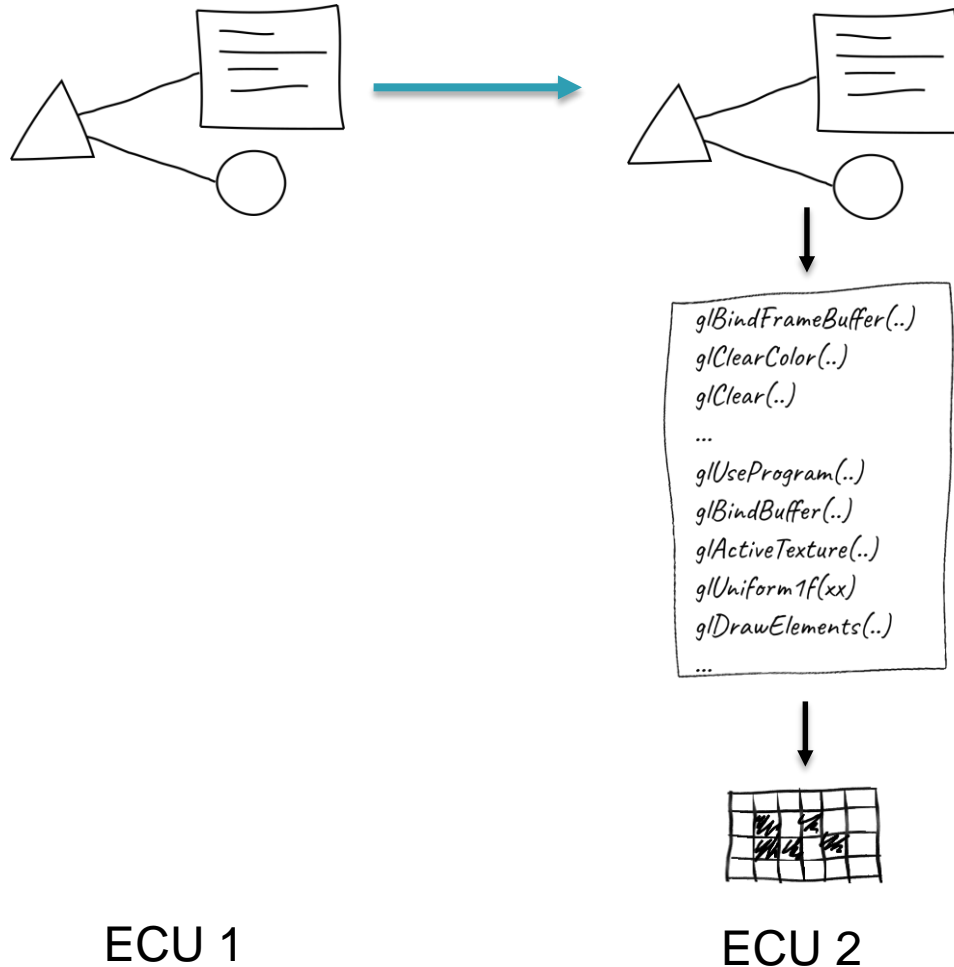 glBindFrameBuffer(..)
glClearColor(..)
glClear(..)
...
glUseProgram(..)
glBindBuffer(..)
glActiveTexture(..)
glUniform1f(xx)
glDrawElements(..)
...
ECU 1
ECU 2